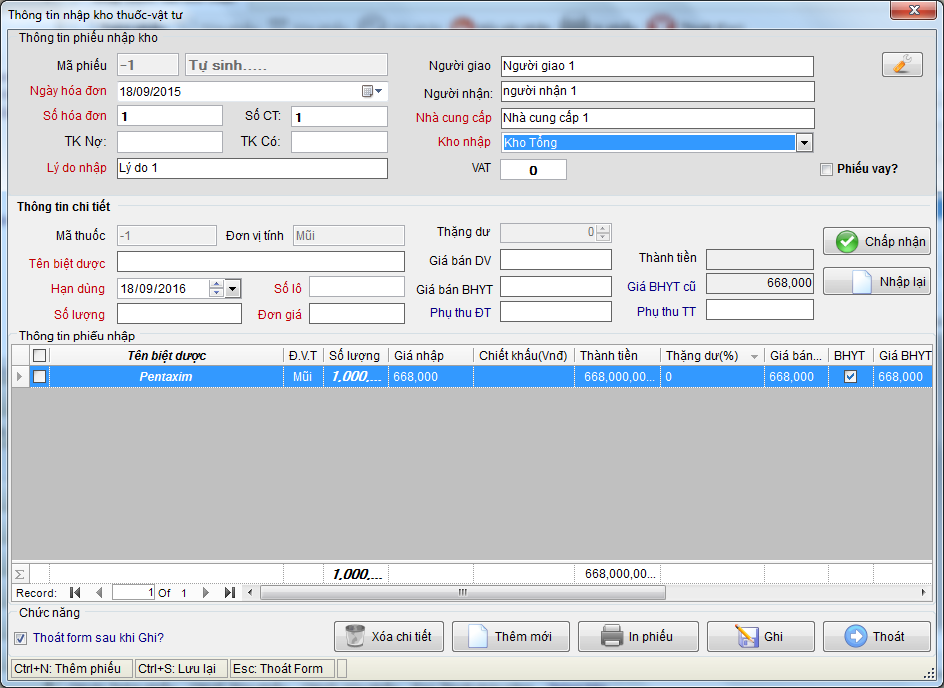 Thông tin nhập kho thuốc-vật tư
Thông tin phiếu nhập kho
Mã phiếu -1 Tự sinh..... Người giao Người giao 1
Ngày hóa đơn 18/09/2015 Người nhận: người nhận 1
Số hóa đơn 1 Số CT: 1 Nhà cung cấp Nhà cung cấp 1
TK Nợ: TK Có: Kho nhập Kho Tổng
Lý do nhập Lý do 1 VAT 0 Phiếu vay?
Thông tin chi tiết
Mã thuốc -1 Đơn vị tính Mũi Thặng dư 0 Chấp nhận
Tên biệt dược Giá bán DV Thành tiền
Hạn dùng 18/09/2016 Số lô Giá bán BHYT Giá BHYT cũ 668,000 Nhập lại
Số lượng Đơn giá Phụ thu ĐT Phụ thu TT
Thông tin phiếu nhập
Tên biệt dược Đ.V.T Số lượng Giá nhập Chiết khấu(Vnđ) Thành tiền Thặng dư(%) Giá bán... BHYT Giá BHYT
Pentaxim Mũi 1,000,... 668,000 668,000,00... 0 668,000 668,000
Σ 1,000,... 668,000,00...
Record: 1 Of 1
Chức năng
Thoát form sau khi Ghi? Xóa chi tiết Thêm mới In phiếu Ghi Thoát
Ctrl+N: Thêm phiếu Ctrl+S: Lưu lại Esc: Thoát Form